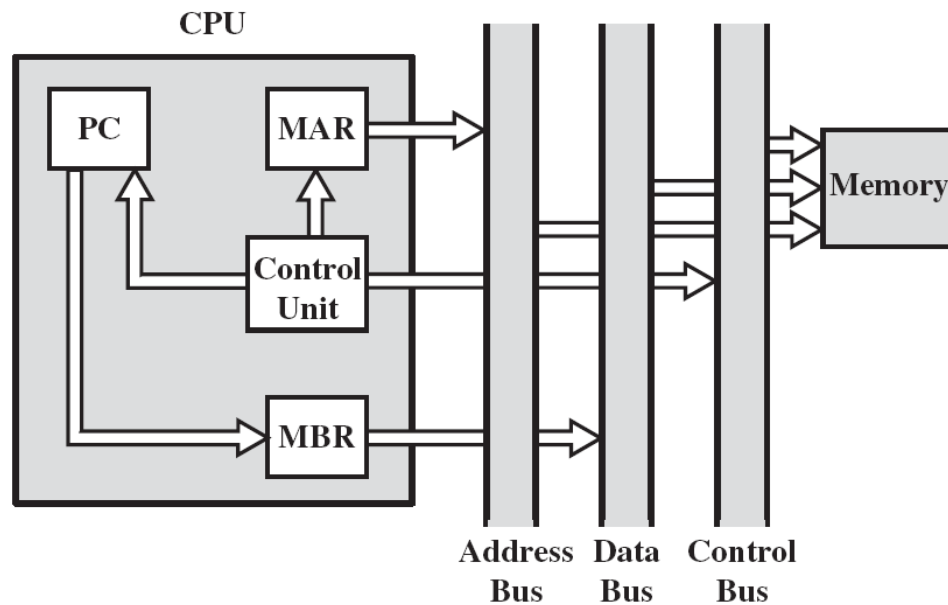 CPU
PC
MAR
Memory
Control
Unit
MBR
Address
Bus
Data
Bus
Control
Bus